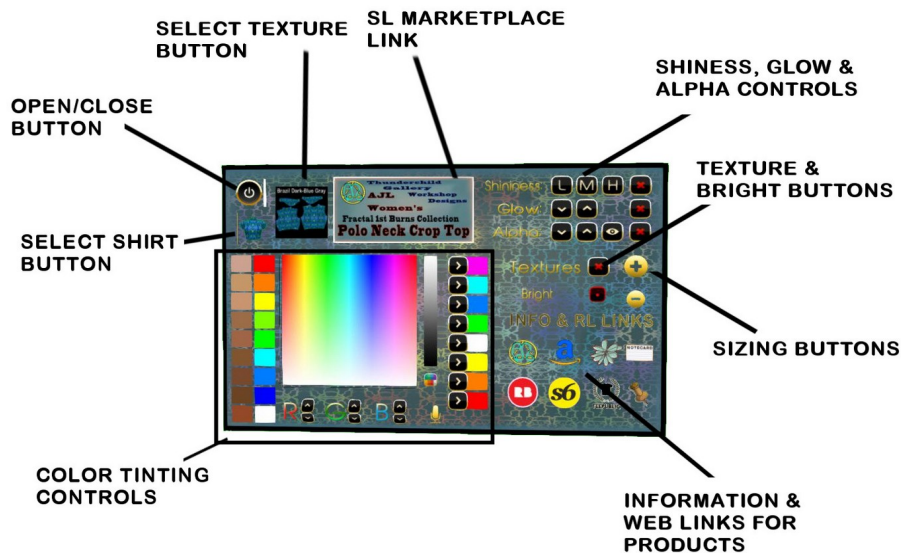 SELECT TEXTURE
BUTTON
SL MARKETPLACE
LINK
SHINESS, GLOW &
ALPHA CONTROLS
OPEN/CLOSE
BUTTON
TEXTURE &
BRIGHT BUTTONS
SELECT SHIRT
BUTTON
Brazil Dark-Blue Gray
Thunderchild
Gallery
AJL Workshop
Designs
Women's
Fractal 1st Burns Collection
Polo Neck Crop Top
Shininess L M H
Glow
Alpha
Textures
Bright
INFO & RL LINKS
SIZING BUTTONS
a NOTECARD
RB s6
R G B
COLOR TINTING
CONTROLS
INFORMATION &
WEB LINKS FOR
PRODUCTS